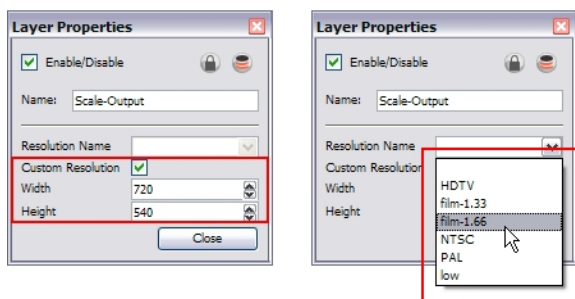 Layer Properties
Enable/Disable
Name: Scale-Output
Resolution Name
Custom Resolution
Width 720
Height 540
Close
Layer Properties
Enable/Disable
Name: Scale-Output
Resolution Name
Custom Resolution
Width
Height
HDTV
film-1.33
film-1.66
NTSC
PAL
low